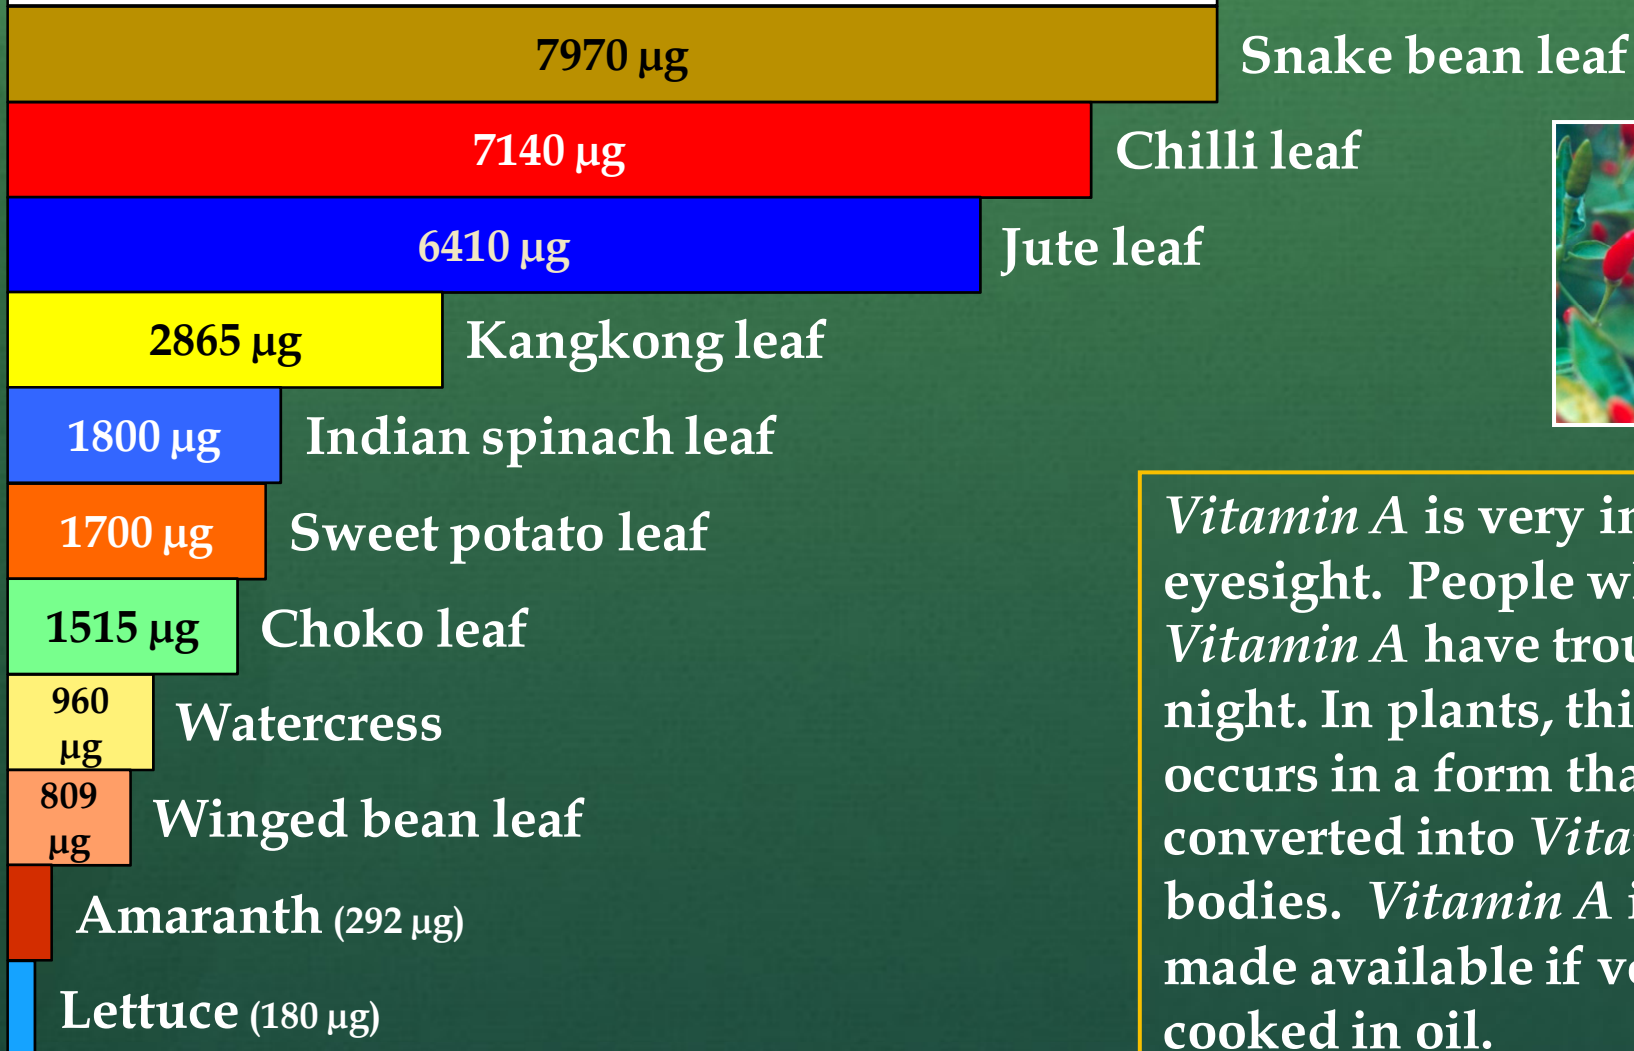 7970 µg Snake bean leaf
7140 µg Chilli leaf
6410 µg Jute leaf
2865 µg Kangkong leaf
1800 µg Indian spinach leaf
1700 µg Sweet potato leaf
1515 µg Choko leaf
960
µg
Watercress
809
µg
Winged bean leaf
Amaranth (292 µg)
Lettuce (180 µg)
Vitamin A is very
eyesight. People
Vitamin A have
night. In plants,
occurs in a form
converted into
bodies. Vitamin A
made available if
cooked in oil.